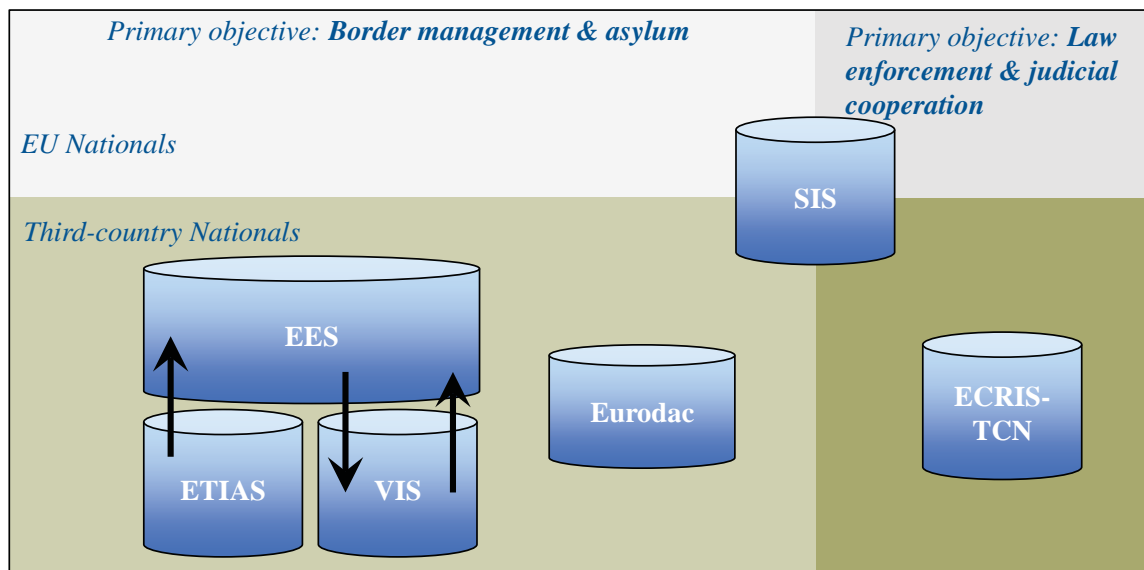 Primary objective: Border management & asylum
Primary objective: Law
enforcement & judicial
cooperation
EU Nationals
SIS
Third-country Nationals
EES
Eurodac
ECRIS-
TCN
ETIAS
VIS